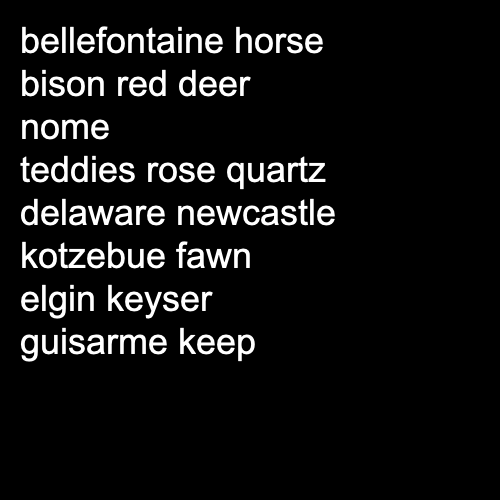 bellefontaine horse
bison red deer
nome
teddies rose quartz
delaware newcastle
kotzebue fawn
elgin keyser
guisarme keep